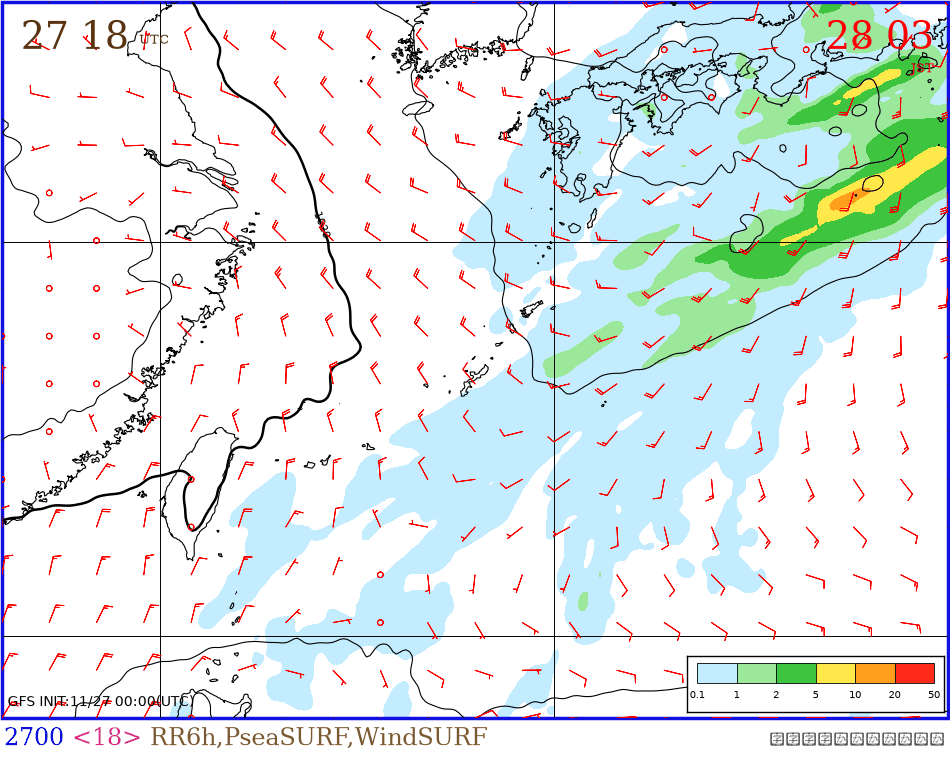 27 18 UTC
28 03
JST
GFS INIT:11/27 00:00(UTC)
0.1 1 2 5 10 20 50
2700 <18> RR6h,PseaSURF,WindSURF